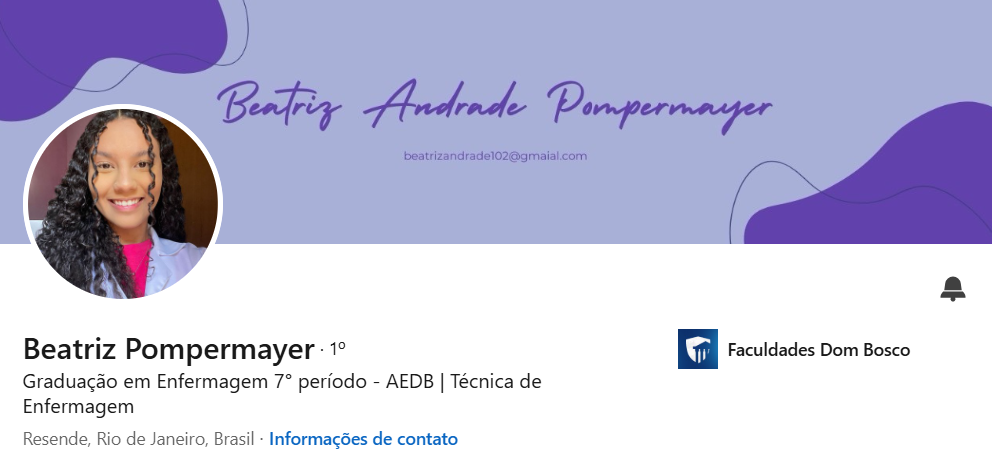 Beatriz Andrade Pompermayer
beatrizandrade102@gmaial.com
Beatriz Pompermayer · 1º
Faculdades Dom Bosco
Graduação em Enfermagem 7° período - AEDB | Técnica de
Enfermagem
Resende, Rio de Janeiro, Brasil · Informações de contato